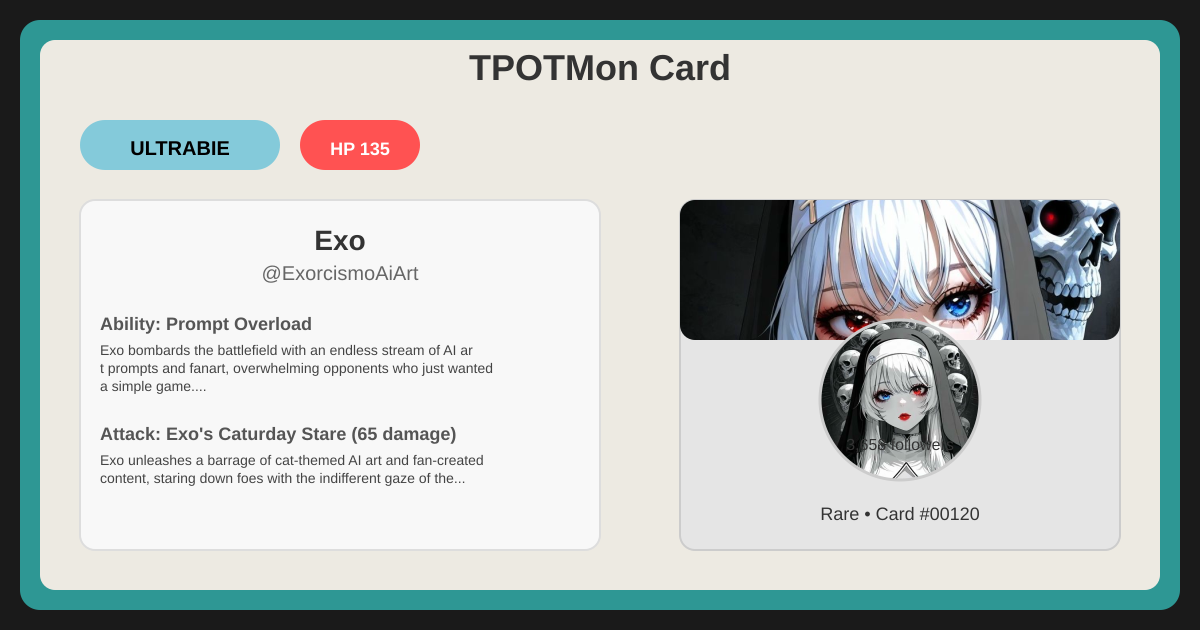 TPOTMon Card
ULTRABIE
HP 135
Exo
@ExorcismoAiArt
Ability: Prompt Overload
Exo bombards the battlefield with an endless stream of AI ar
t prompts and fanart, overwhelming opponents who just wanted
a simple game....
Attack: Exo's Caturday Stare (65 damage)
Exo unleashes a barrage of cat-themed AI art and fan-created
content, staring down foes with the indifferent gaze of the...
followers
Rare • Card #00120